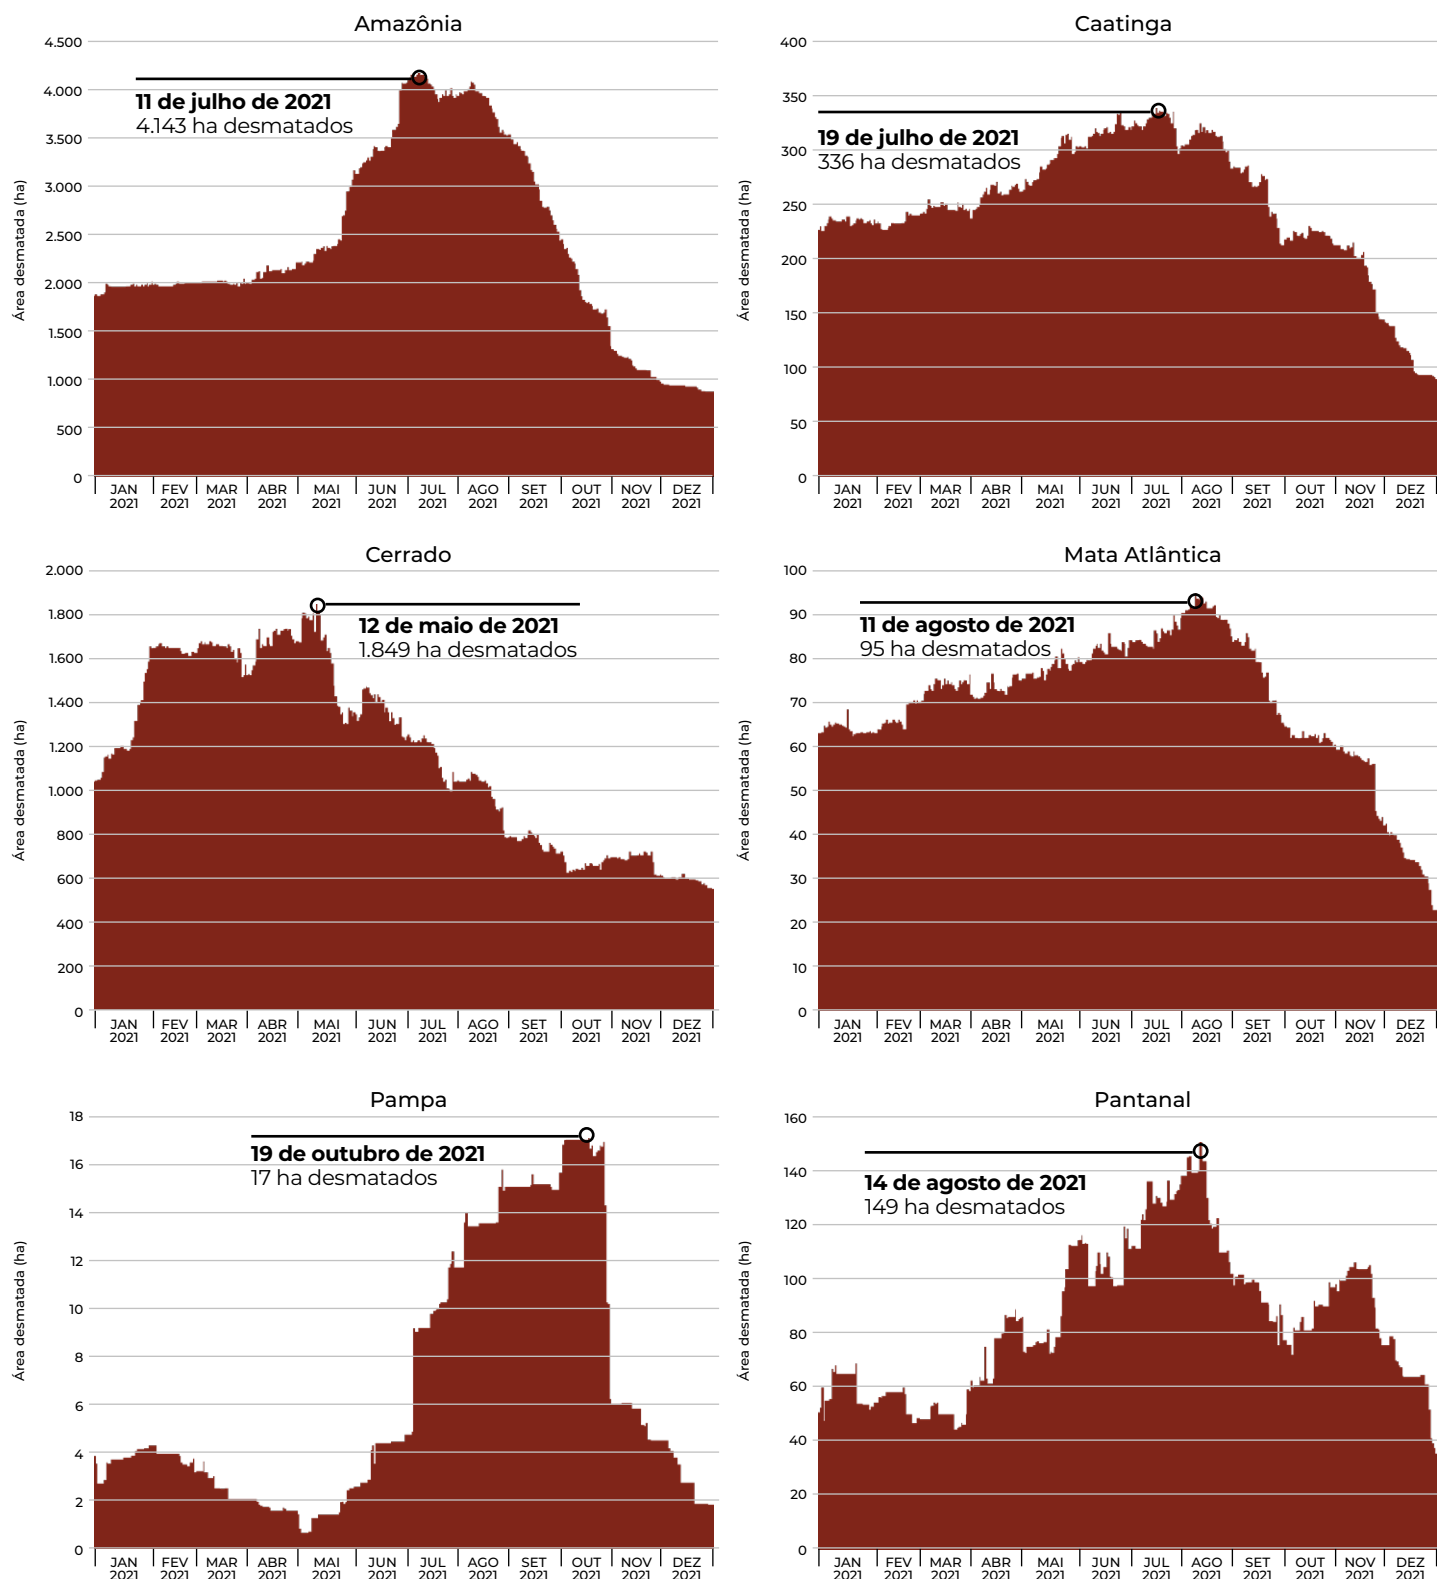 Amazônia
4.500
4.000
3.500
3.000
2.500
2.000
1.500
1.000
500
0
Área desmatada (ha)
11 de julho de 2021
4.143 ha desmatados
JAN FEV MAR ABR MAI JUN JUL AGO SET OUT NOV DEZ
2021 2021 2021 2021 2021 2021 2021 2021 2021 2021 2021 2021
Caatinga
400
350
300
250
200
150
100
50
0
Área desmatada (ha)
19 de julho de 2021
336 ha desmatados
JAN FEV MAR ABR MAI JUN JUL AGO SET OUT NOV DEZ
2021 2021 2021 2021 2021 2021 2021 2021 2021 2021 2021 2021
Cerrado
2.000
1.800
1.600
1.400
1.200
1.000
800
600
400
200
0
Área desmatada (ha)
12 de maio de 2021
1.849 ha desmatados
JAN FEV MAR ABR MAI JUN JUL AGO SET OUT NOV DEZ
2021 2021 2021 2021 2021 2021 2021 2021 2021 2021 2021 2021
Mata Atlântica
100
90
80
70
60
50
40
30
20
10
0
Área desmatada (ha)
11 de agosto de 2021
95 ha desmatados
JAN FEV MAR ABR MAI JUN JUL AGO SET OUT NOV DEZ
2021 2021 2021 2021 2021 2021 2021 2021 2021 2021 2021 2021
Pampa
18
16
14
12
10
8
6
4
2
0
Área desmatada (ha)
19 de outubro de 2021
17 ha desmatados
JAN FEV MAR ABR MAI JUN JUL AGO SET OUT NOV DEZ
2021 2021 2021 2021 2021 2021 2021 2021 2021 2021 2021 2021
Pantanal
160
140
120
100
80
60
40
20
0
Área desmatada (ha)
14 de agosto de 2021
149 ha desmatados
JAN FEV MAR ABR MAI JUN JUL AGO SET OUT NOV DEZ
2021 2021 2021 2021 2021 2021 2021 2021 2021 2021 2021 2021